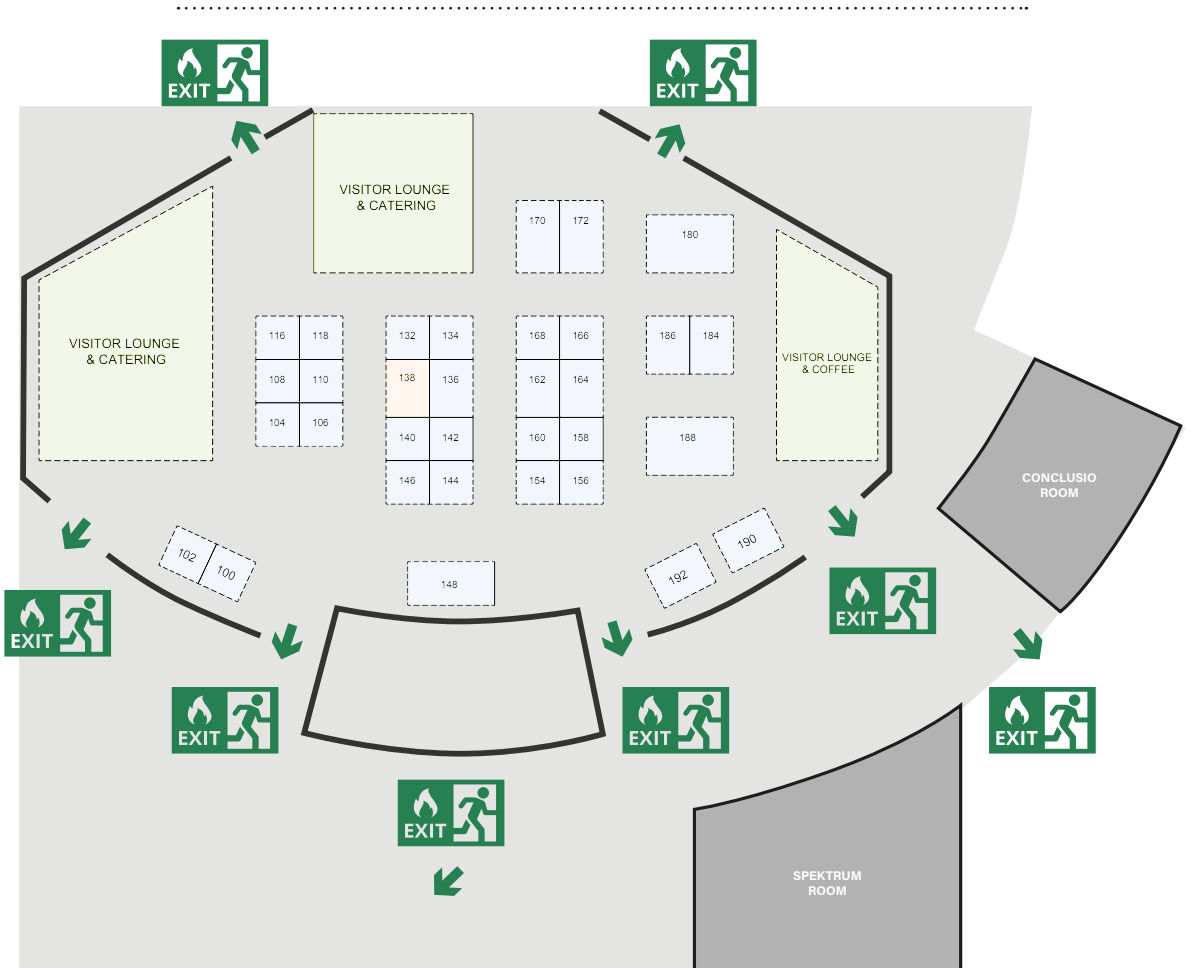 EXIT
EXIT
VISITOR LOUNGE
& CATERING
170
172
180
VISITOR LOUNGE
& CATERING
116
118
132
134
168
166
186
184
VISITOR LOUNGE
& COFFEE
108
110
138
136
162
164
104
106
140
142
160
158
188
146
144
154
156
CONCLUSIO
ROOM
102
100
148
192
190
EXIT
EXIT
EXIT
EXIT
EXIT
EXIT
SPEKTRUM
ROOM